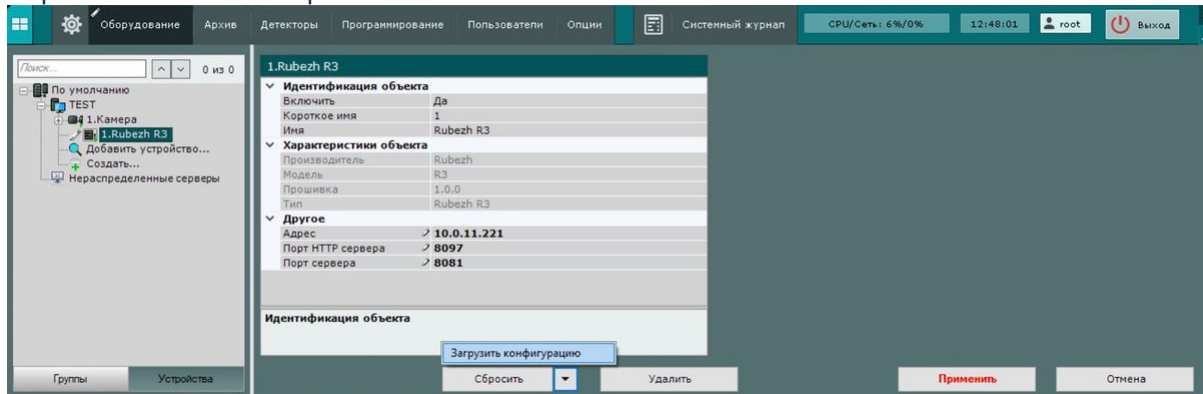 Оборудование Архив Детекторы Программирование Пользователи Опции Системный журнал CPU/Сеть: 6%/0% 12:48:01 root Выход
Поиск... 0 из 0
По умолчанию
TEST
1.Камера
1.Rubezh R3
Добавить устройство...
Создать...
Нераспределенные серверы
Группы Устройства
1.Rubezh R3
Идентификация объекта
Включить Да
Короткое имя 1
Имя Rubezh R3
Характеристики объекта
Производитель Rubezh
Модель R3
Прошивка 1.0.0
Тип Rubezh R3
Другое
Адрес 10.0.11.221
Порт HTTP сервера 8097
Порт сервера 8081
Идентификация объекта
Загрузить конфигурацию
Сбросить Удалить Применить Отмена